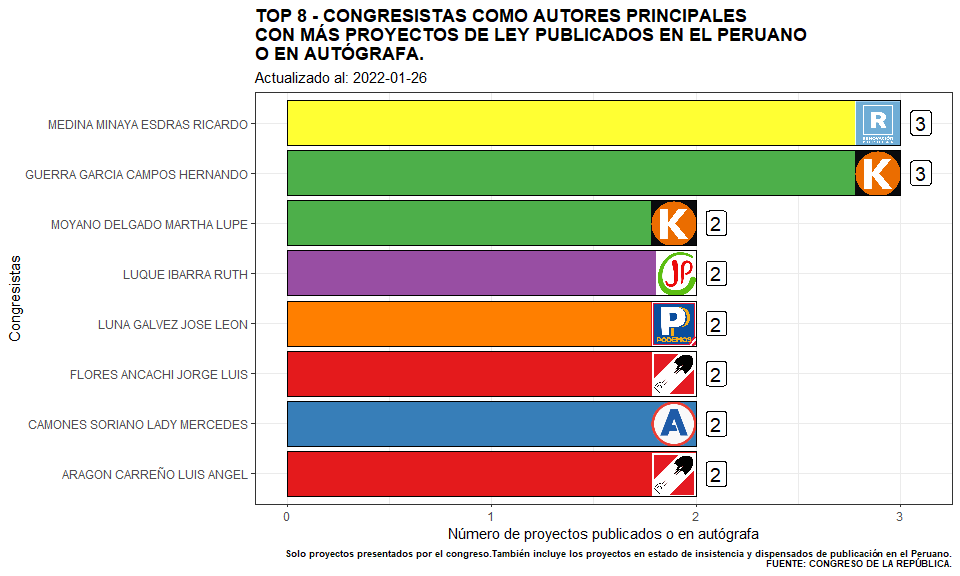 TOP 8 - CONGRESISTAS COMO AUTORES PRINCIPALES
CON MÁS PROYECTOS DE LEY PUBLICADOS EN EL PERUANO
O EN AUTÓGRAFA.
Actualizado al: 2022-01-26
Congresistas
MEDINA MINAYA ESDRAS RICARDO
R
RENOVACIÓN
POPULAR
3
GUERRA GARCIA CAMPOS HERNANDO
K
3
MOYANO DELGADO MARTHA LUPE
K
2
LUQUE IBARRA RUTH
JP
2
LUNA GALVEZ JOSE LEON
P
PODEMOS
2
FLORES ANCACHI JORGE LUIS
2
CAMONES SORIANO LADY MERCEDES
A
2
ARAGON CARREÑO LUIS ANGEL
2
0
1
2
3
Número de proyectos publicados o en autógrafa
Solo proyectos presentados por el congreso.También incluye los proyectos en estado de insistencia y dispensados de publicación en el Peruano.
FUENTE: CONGRESO DE LA REPÚBLICA.